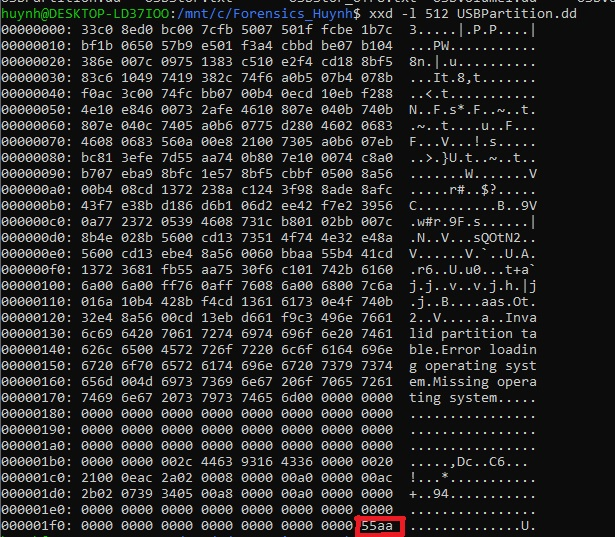 huynh@DESKTOP-LD37IOO:/mnt/c/Forensics_Huynh$ xxd -l 512 USBPartition.dd
00000000: 33c0 8ed0 bc00 7cfb 5007 501f fcbe 1b7c  3.....|.P.P....|
00000010: bf1b 0650 57b9 e501 f3a4 cbbd be07 b104  ...PW...........
00000020: 386e 007c 0975 1383 c510 e2f4 cd18 8bf5  8n.|.u..........
00000030: 83c6 1049 7419 382c 74f6 a0b5 07b4 078b  ...It.8,t.......
00000040: f0ac 3c00 74fc bb07 00b4 0ecd 10eb f288  ..<.t...........
00000050: 4e10 e846 0073 2afe 4610 807e 040b 740b  N..F.s*.F..~..t.
00000060: 807e 040c 7405 a0b6 0775 d280 4602 0683  .~..t....u..F...
00000070: 4608 0683 560a 00e8 2100 7305 a0b6 07eb  F...V...!.s.....
00000080: bc81 3efe 7d55 aa74 0b80 7e10 0074 c8a0  ..>.}U.t..~..t..
00000090: b707 eba9 8bfc 1e57 8bf5 cbbf 0500 8a56  .......W.......V
000000a0: 00b4 08cd 1372 238a c124 3f98 8ade 8afc  .....r#..$?.....
000000b0: 43f7 e38b d186 d6b1 06d2 ee42 f7e2 3956  C..........B..9V
000000c0: 0a77 2372 0539 4608 731c b801 02bb 007c  .w#r.9F.s......|
000000d0: 8b4e 028b 5600 cd13 7351 4f74 4e32 e48a  .N..V...sQOtN2..
000000e0: 5600 cd13 ebe4 8a56 0060 bbaa 55b4 41cd  V......V.`..U.A.
000000f0: 1372 3681 fb55 aa75 30f6 c101 742b 6160  .r6..U.u0...t+a`
00000100: 6a00 6a00 ff76 0aff 7608 6a00 6800 7c6a  j.j..v..v.j.h.|j
00000110: 016a 10b4 428b f4cd 1361 6173 0e4f 740b  .j..B....aas.Ot.
00000120: 32e4 8a56 00cd 13eb d661 f9c3 496e 7661  2..V.....a..Inva
00000130: 6c69 6420 7061 7274 6974 696f 6e20 7461  lid partition ta
00000140: 626c 6500 4572 726f 7220 6c6f 6164 696e  ble.Error loadin
00000150: 6720 6f70 6572 6174 696e 6720 7379 7374  g operating syst
00000160: 656d 004d 6973 7369 6e67 206f 7065 7261  em.Missing opera
00000170: 7469 6e67 2073 7973 7465 6d00 0000 0000  ting system.....
00000180: 0000 0000 0000 0000 0000 0000 0000 0000  ................
00000190: 0000 0000 0000 0000 0000 0000 0000 0000  ................
000001a0: 0000 0000 0000 0000 0000 0000 0000 0000  ................
000001b0: 0000 0000 002c 4463 9316 4336 0000 0020  .....,Dc..C6... 
000001c0: 2100 0eac 2a02 0008 0000 00a0 0000 00ac  !...*...........
000001d0: 2b02 0739 3405 00a8 0000 00a0 0000 0000  +..94...........
000001e0: 0000 0000 0000 0000 0000 0000 0000 0000  ................
000001f0: 0000 0000 0000 0000 0000 0000 0000 55aa  ..............U.